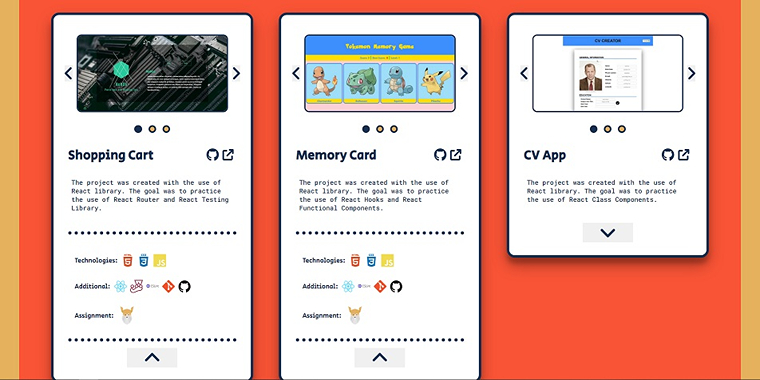 Pokemon Memory Game
CV CREATOR
Shopping Cart
The project was created with the use of
React library. The goal was to practice
the use of React Router and React Testing
Library.
Technologies:
JS
Additional:
Assignment:
Memory Card
The project was created with the use of
React library. The goal was to practice
the use of React Hooks and React
Functional Components.
Technologies:
JS
Additional:
Assignment:
CV App
The project was created with the use of
React library. The goal was to practice
the use of React Class Components.